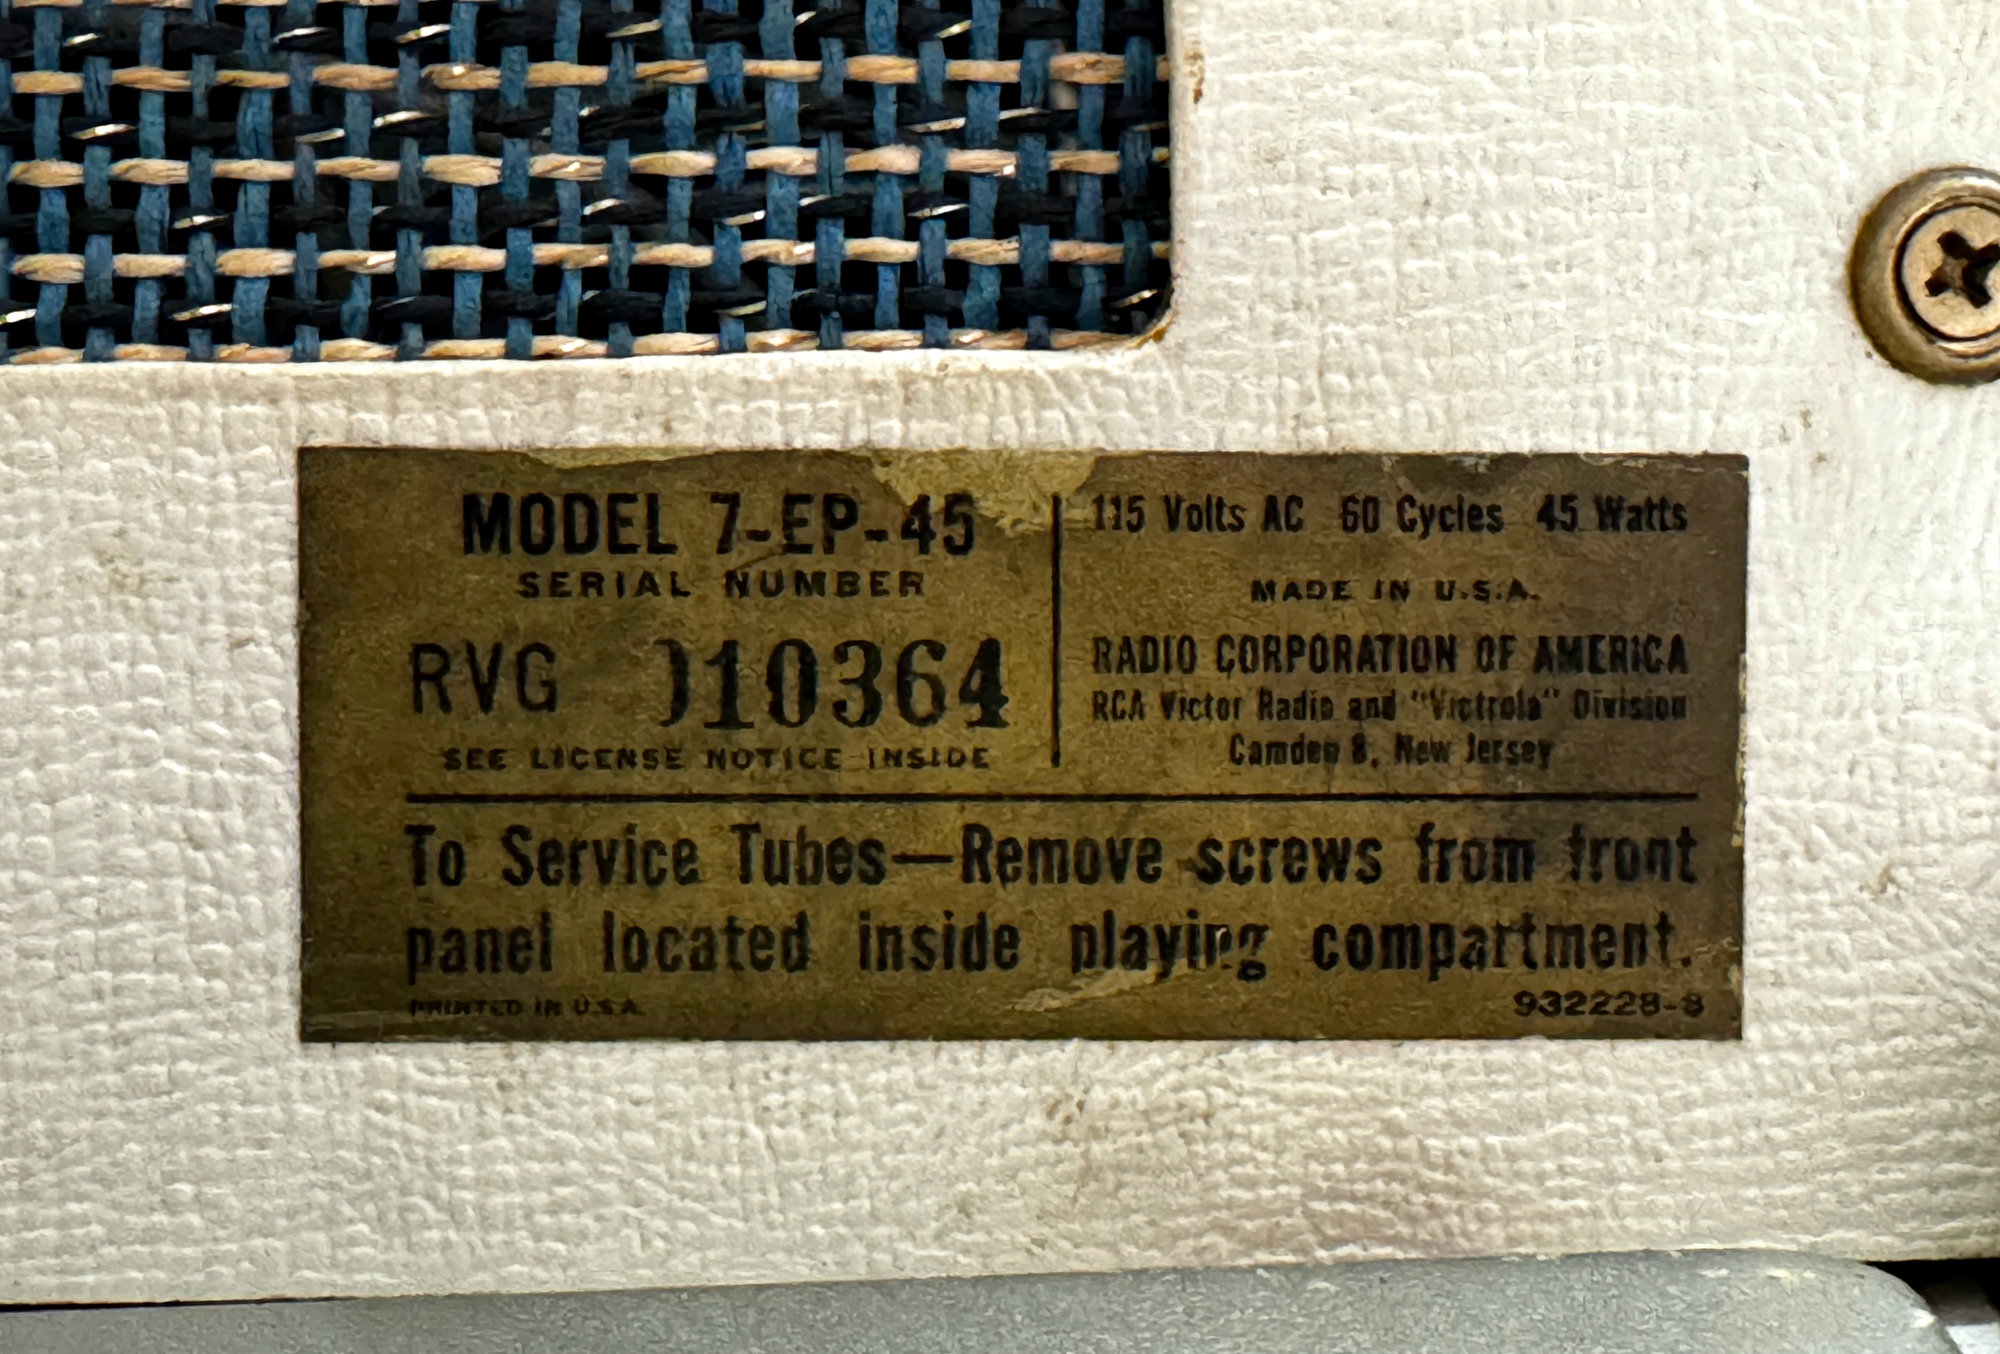 MODEL 7-EP-45
SERIAL NUMBER
RVG 010364
SEE LICENSE NOTICE INSIDE
115 Volts AC 60 Cycles 45 Watts
MADE IN U.S.A.
RADIO CORPORATION OF AMERICA
RCA Victor Radio and "Victrola" Division
Camden 8, New Jersey
To Service Tubes—Remove screws from front
panel located inside playing compartment.
PRINTED IN U.S.A.
932228-8